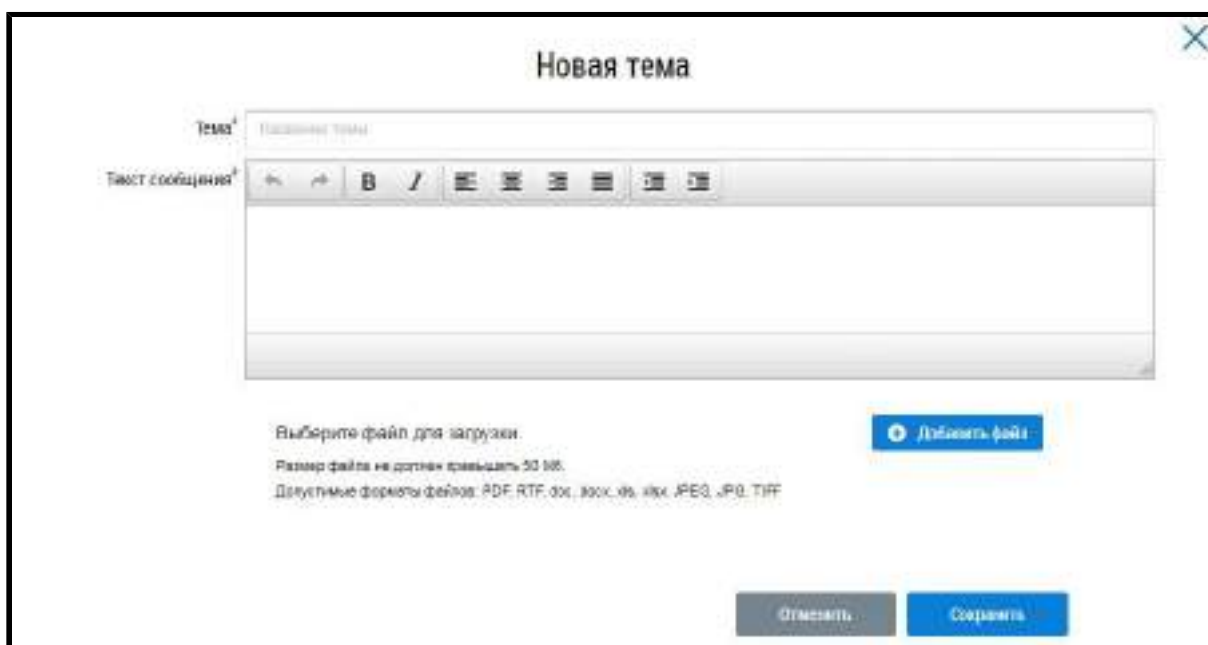 Новая тема
Тема*
Название темы
Текст сообщения*
B I
Выберите файл для загрузки
Добавить файл
Размер файла не должен превышать 50 Мб.
Допустимые форматы файлов: PDF, RTF, doc, docx, xls, xlsx, JPEG, JPG, TIFF
Отменить
Сохранить